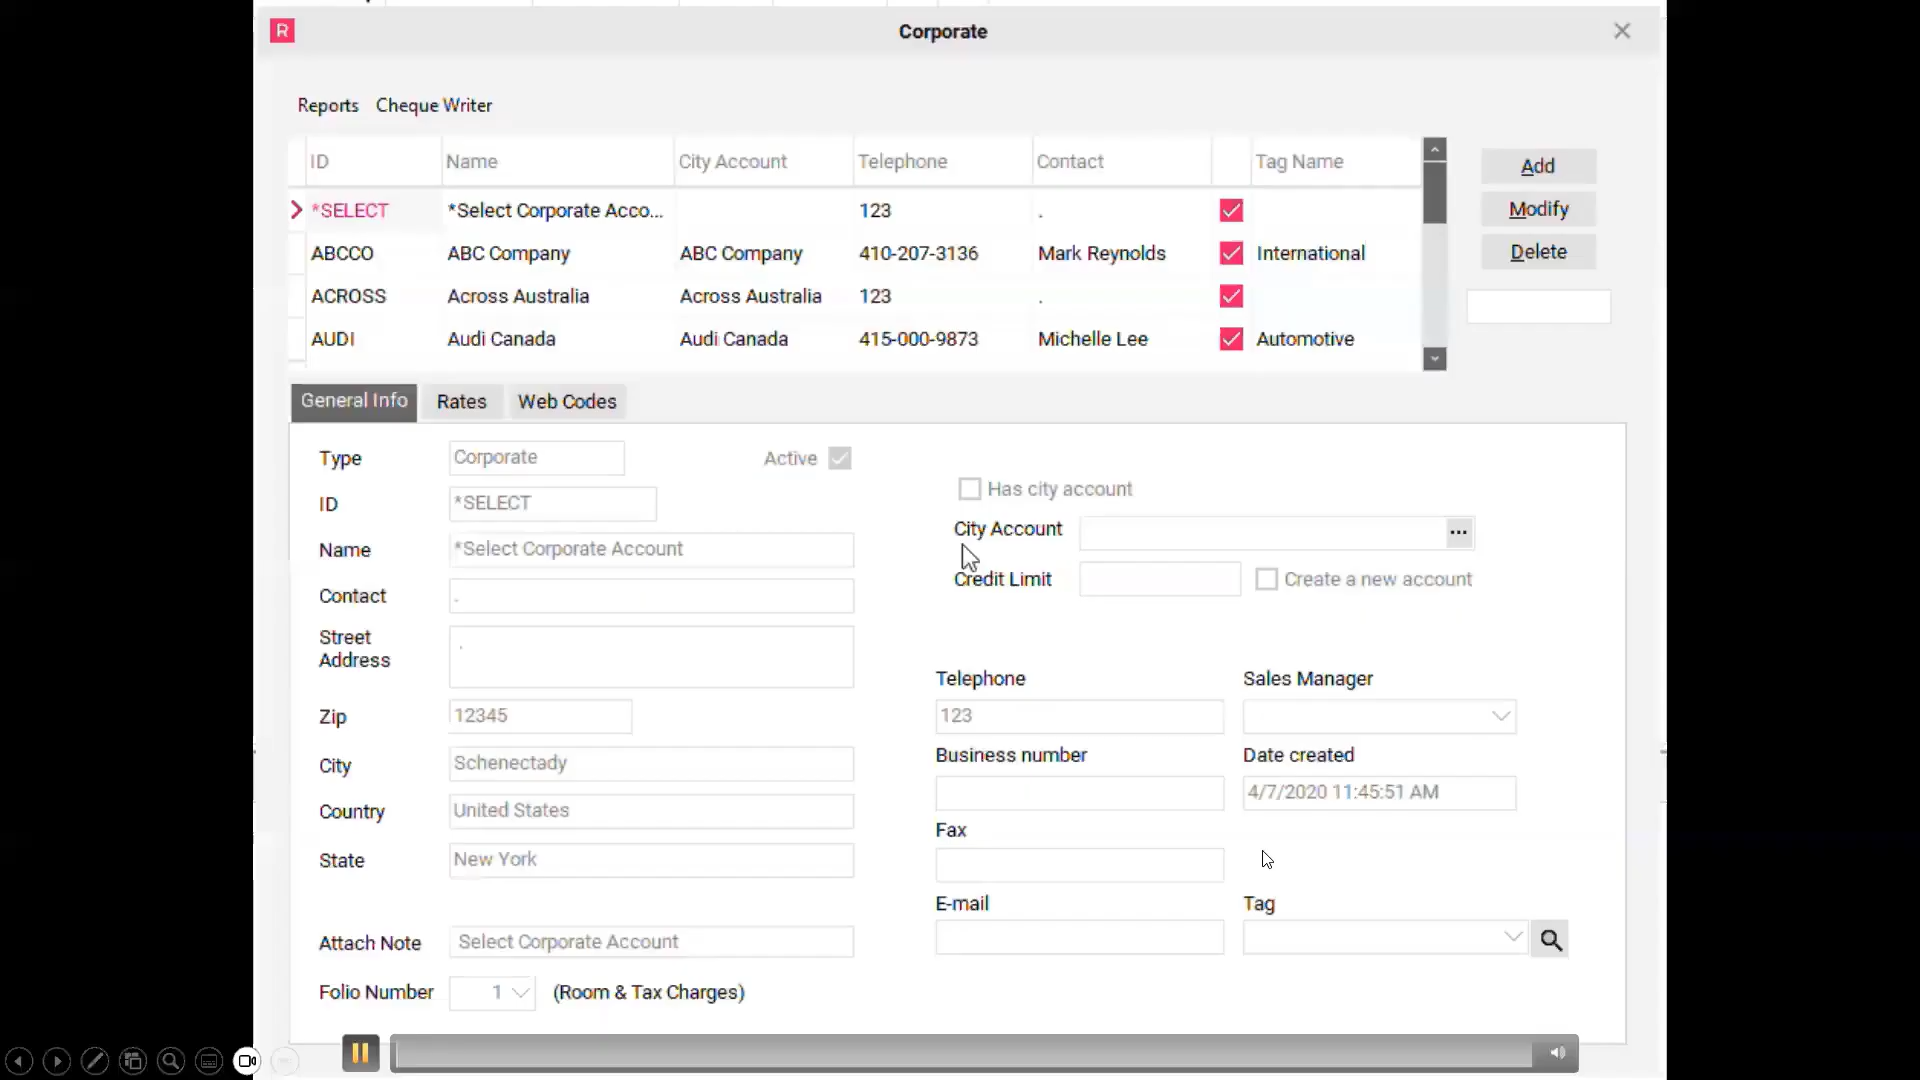 R
Corporate
Reports Cheque Writer
ID Name City Account Telephone Contact Tag Name
*SELECT *Select Corporate Acco... 123 .
ABCCO ABC Company ABC Company 410-207-3136 Mark Reynolds International
ACROSS Across Australia Across Australia 123 .
AUDI Audi Canada Audi Canada 415-000-9873 Michelle Lee Automotive
Add
Modify
Delete
General Info Rates Web Codes
Type Corporate Active
ID *SELECT
Name *Select Corporate Account
Contact .
Street
Address .
Zip 12345
City Schenectady
Country United States
State New York
Attach Note Select Corporate Account
Folio Number 1 (Room & Tax Charges)
Has city account
City Account ...
Credit Limit Create a new account
Telephone Sales Manager
123
Business number Date created
4/7/2020 11:45:51 AM
Fax
E-mail Tag